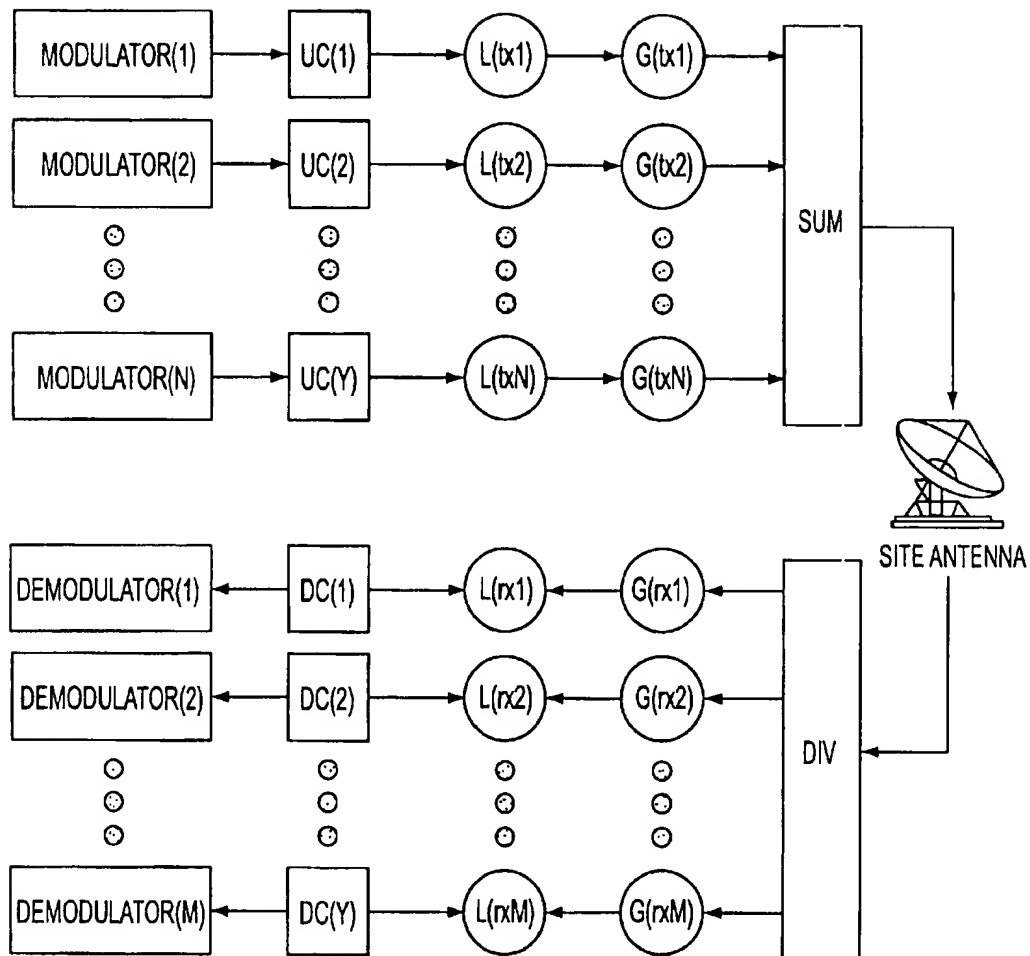 MODULATOR(1) UC(1) L(tx1) G(tx1)
MODULATOR(2) UC(2) L(tx2) G(tx2)
SUM
MODULATOR(N) UC(Y) L(txN) G(txN)
SITE ANTENNA
DEMODULATOR(1) DC(1) L(rx1) G(rx1)
DEMODULATOR(2) DC(2) L(rx2) G(rx2)
DIV
DEMODULATOR(M) DC(Y) L(rxM) G(rxM)